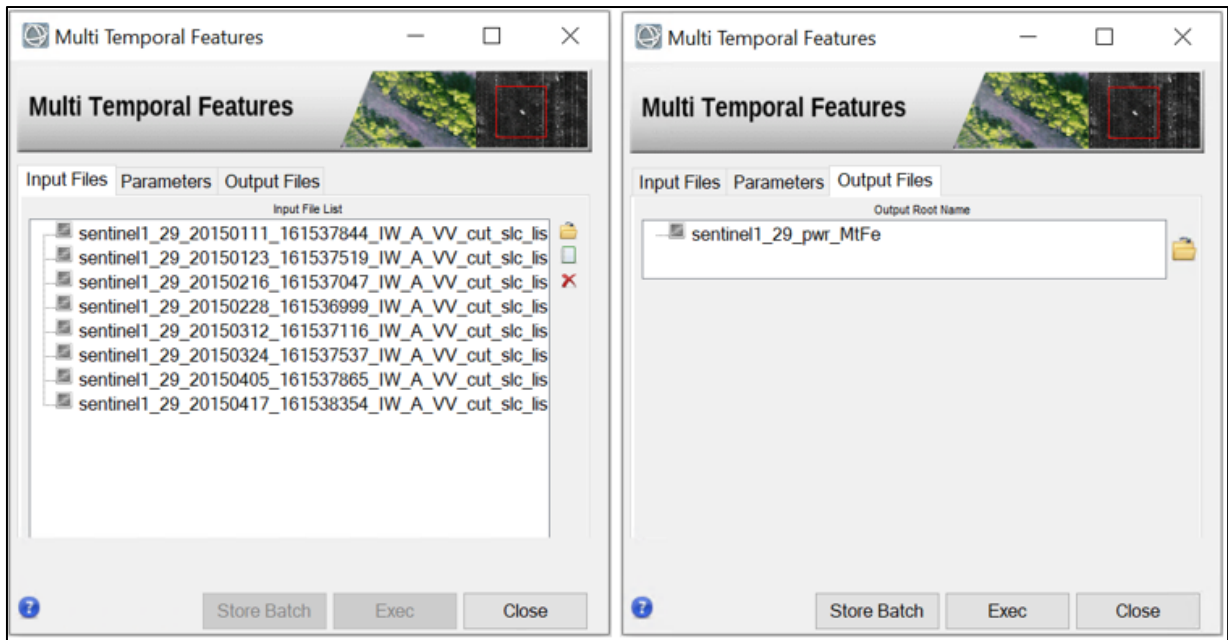 Multi Temporal Features
Multi Temporal Features
Input Files Parameters Output Files
Input File List
sentinel1_29_20150111_161537844_IW_A_VV_cut_slc_lis
sentinel1_29_20150123_161537519_IW_A_VV_cut_slc_lis
sentinel1_29_20150216_161537047_IW_A_VV_cut_slc_lis
sentinel1_29_20150228_161536999_IW_A_VV_cut_slc_lis
sentinel1_29_20150312_161537116_IW_A_VV_cut_slc_lis
sentinel1_29_20150324_161537537_IW_A_VV_cut_slc_lis
sentinel1_29_20150405_161537865_IW_A_VV_cut_slc_lis
sentinel1_29_20150417_161538354_IW_A_VV_cut_slc_lis
? Store Batch Exec Close
Multi Temporal Features
Multi Temporal Features
Input Files Parameters Output Files
Output Root Name
sentinel1_29_pwr_MtFe
? Store Batch Exec Close